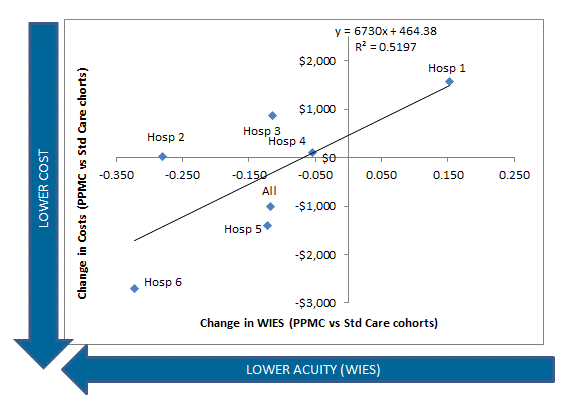 y = 6730x + 464.38
R² = 0.5197
$2,000
Hosp 1
$1,000
Hosp 3
Hosp 2
Hosp 4
$0
-0.350 -0.250 -0.150 -0.050 0.050 0.150 0.250
All
-$1,000
Hosp 5
-$2,000
Hosp 6
-$3,000
Change in WIES (PPMC vs Std Care cohorts)
Change in Costs (PPMC vs Std Care chorts)
LOWER COST
LOWER ACUITY (WIES)